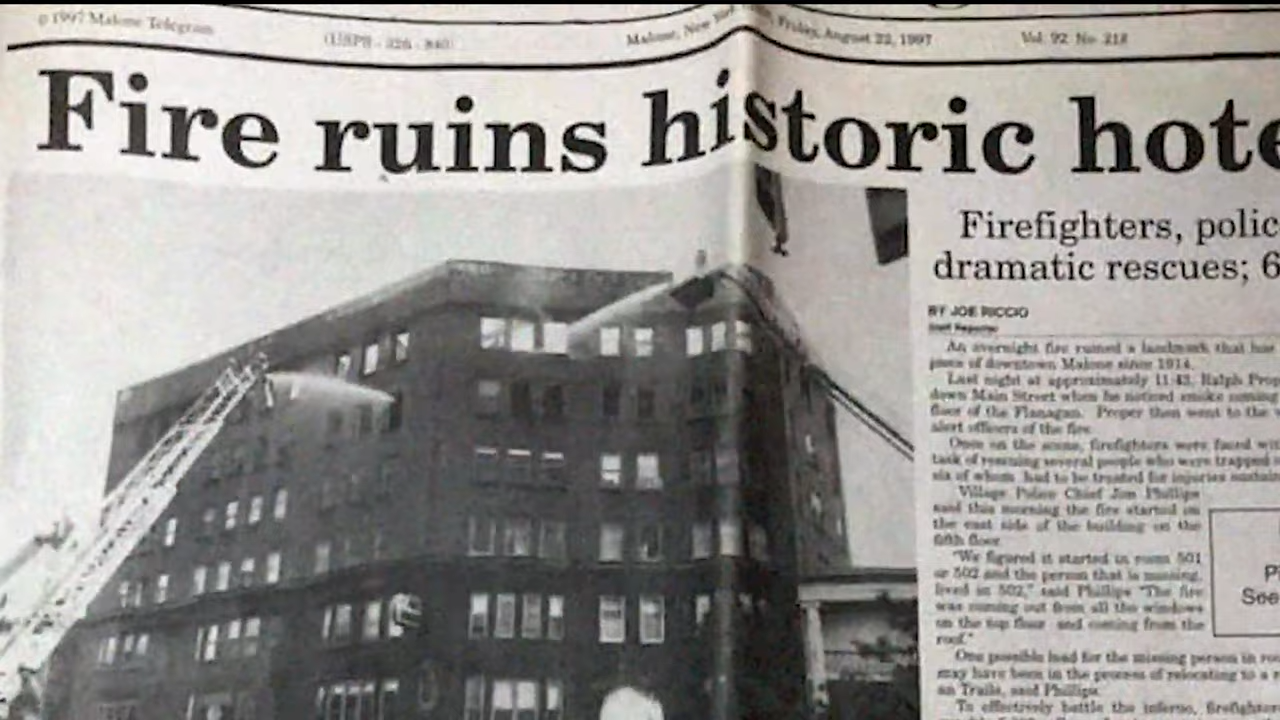 © 1997 Malone Telegram
(USPS - 326 - 840)
Malone, New York, Friday, August 22, 1997
Vol. 92 No. 218
Fire ruins historic hote
Firefighters, polic
dramatic rescues; 6
BY JOE RICCIO
Staff Reporter
An overnight fire ruined a landmark that has
piece of downtown Malone since 1914.
Last night at approximately 11:43, Ralph Prop
down Main Street when he noticed smoke coming
floor of the Flanagan. Proper then went to the
alert officers of the fire.
Once on the scene, firefighters were faced wit
task of rescuing several people who were trapped
six of whom had to be treated for injuries sustain
Village Police Chief Jim Phillips
said this morning the fire started on
the east side of the building on the
fifth floor.
"We figured it started in room 501
or 502 and the person that is missing,
lived in 502," said Phillips "The fire
was coming out from all the windows
on the top floor and coming from the
roof."
Pi
See
One possible lead for the missing person in ro
may have been in the process of relocating to a r
an Trails, said Phillips.
To effectively battle the inferno, firefighter